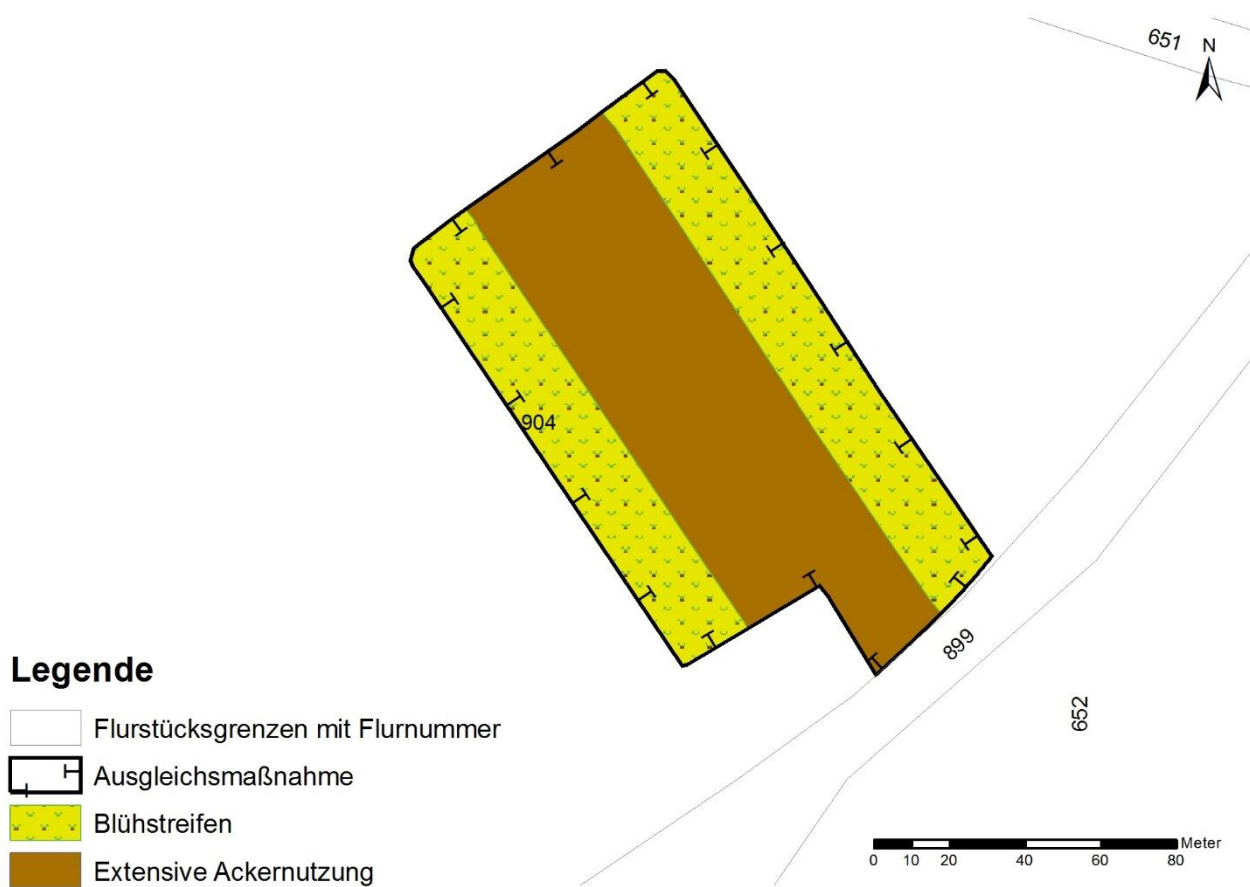 651
N
904
899
652
Legende
Flurstücksgrenzen mit Flurnummer
Ausgleichsmaßnahme
Blühstreifen
Extensive Ackernutzung
Meter
0 10 20 40 60 80